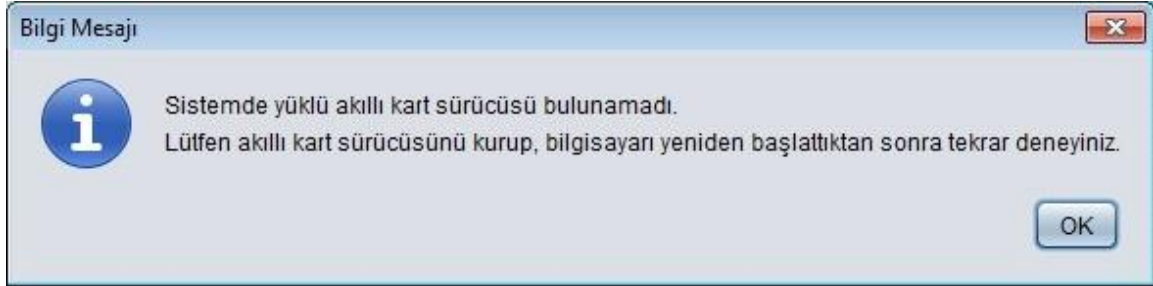 Bilgi Mesajı
Sistemde yüklü akıllı kart sürücüsü bulunamadı.
Lütfen akıllı kart sürücüsünü kurup, bilgisayarı yeniden başlattıktan sonra tekrar deneyiniz.
OK